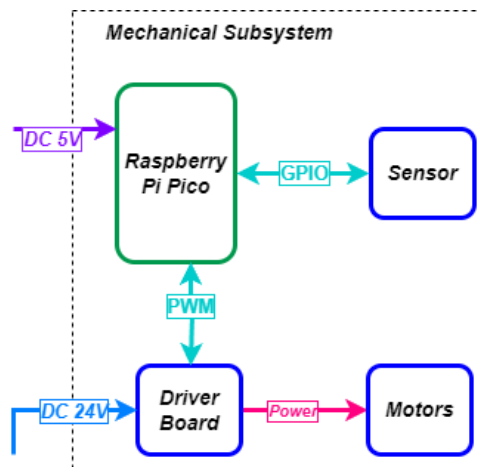 Mechanical Subsystem
DC 5V
Raspberry
Pi Pico
GPIO
Sensor
PWM
DC 24V
Driver
Board
Power
Motors